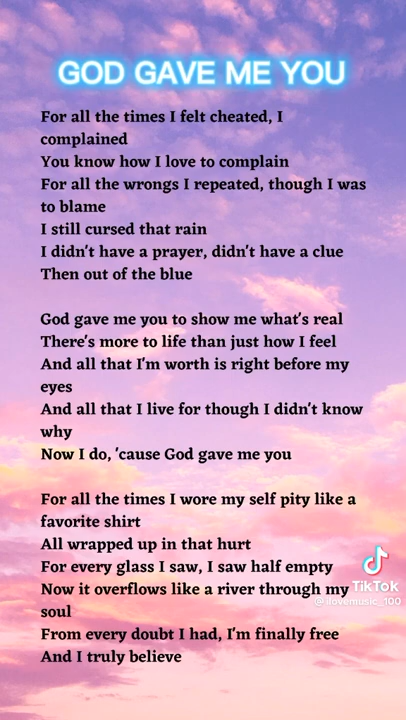 GOD GAVE ME YOU
For all the times I felt cheated, I
complained
You know how I love to complain
For all the wrongs I repeated, though I was
to blame
I still cursed that rain
I didn't have a prayer, didn't have a clue
Then out of the blue
God gave me you to show me what's real
There's more to life than just how I feel
And all that I'm worth is right before my
eyes
And all that I live for though I didn't know
why
Now I do, 'cause God gave me you
For all the times I wore my self pity like a
favorite shirt
All wrapped up in that hurt
For every glass I saw, I saw half empty
Now it overflows like a river through my
soul
From every doubt I had, I'm finally free
And I truly believe
TikTok
@ilovemusic_100